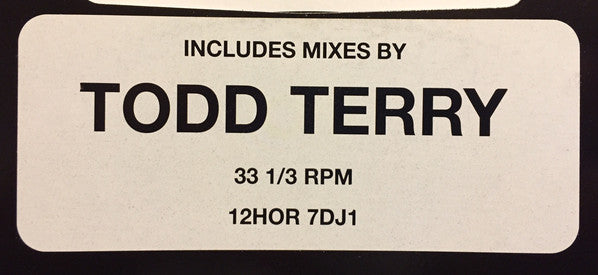 INCLUDES MIXES BY
TODD TERRY
33 1/3 RPM
12HOR 7DJ1